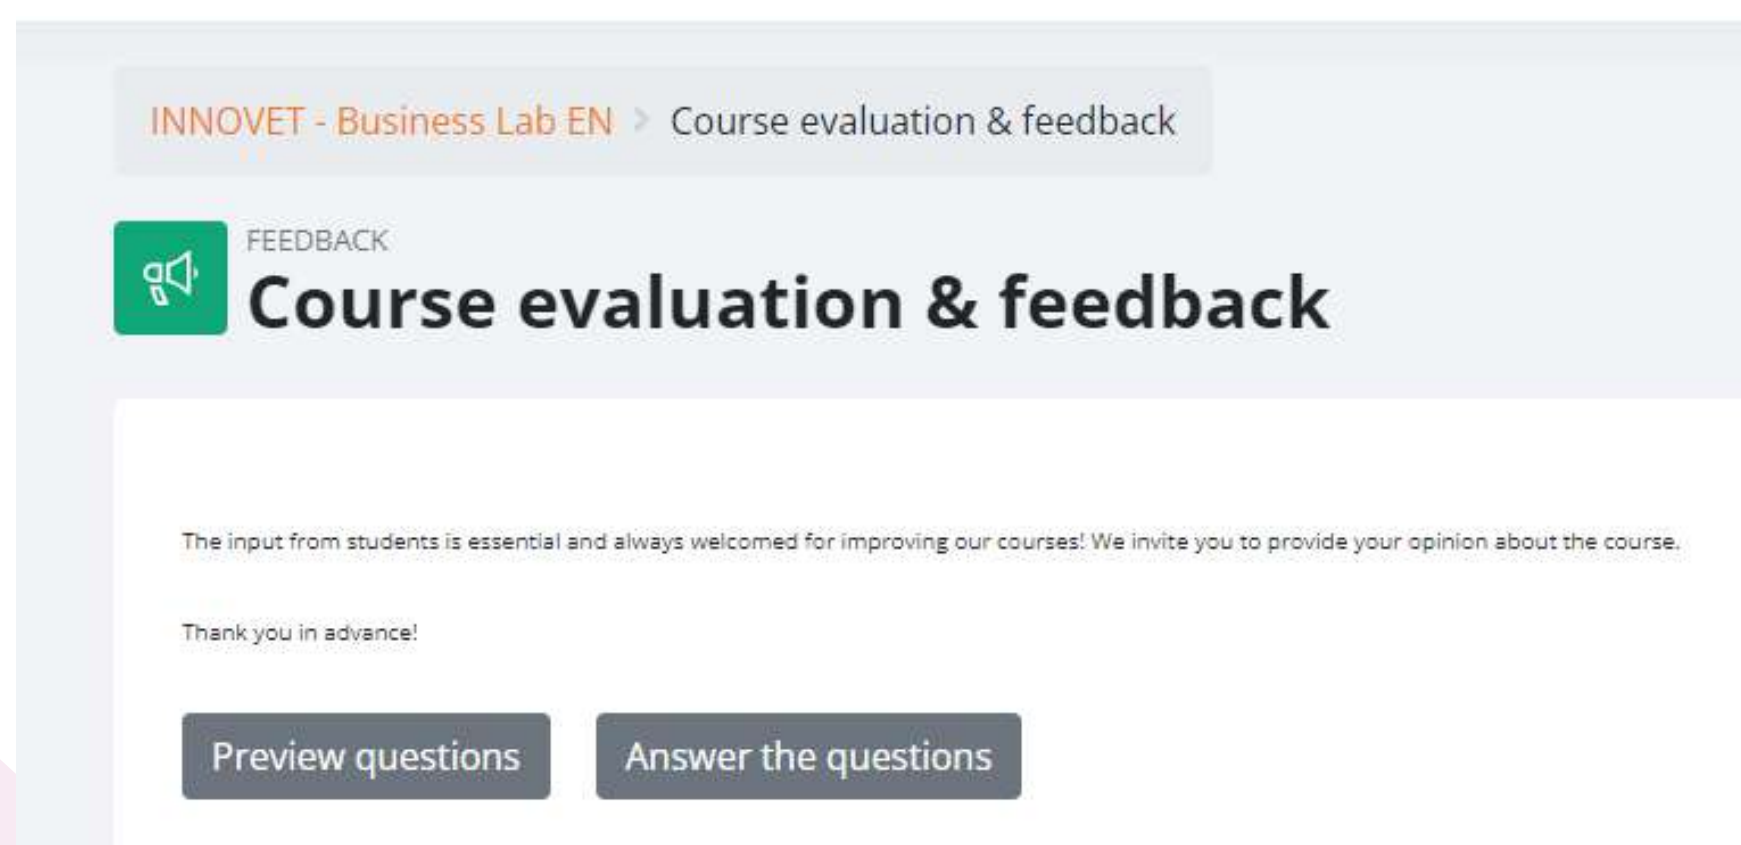 INNOVET - Business Lab EN > Course evaluation & feedback
FEEDBACK
Course evaluation & feedback
The input from students is essential and always welcomed for improving our courses! We invite you to provide your opinion about the course.
Thank you in advance!
Preview questions Answer the questions